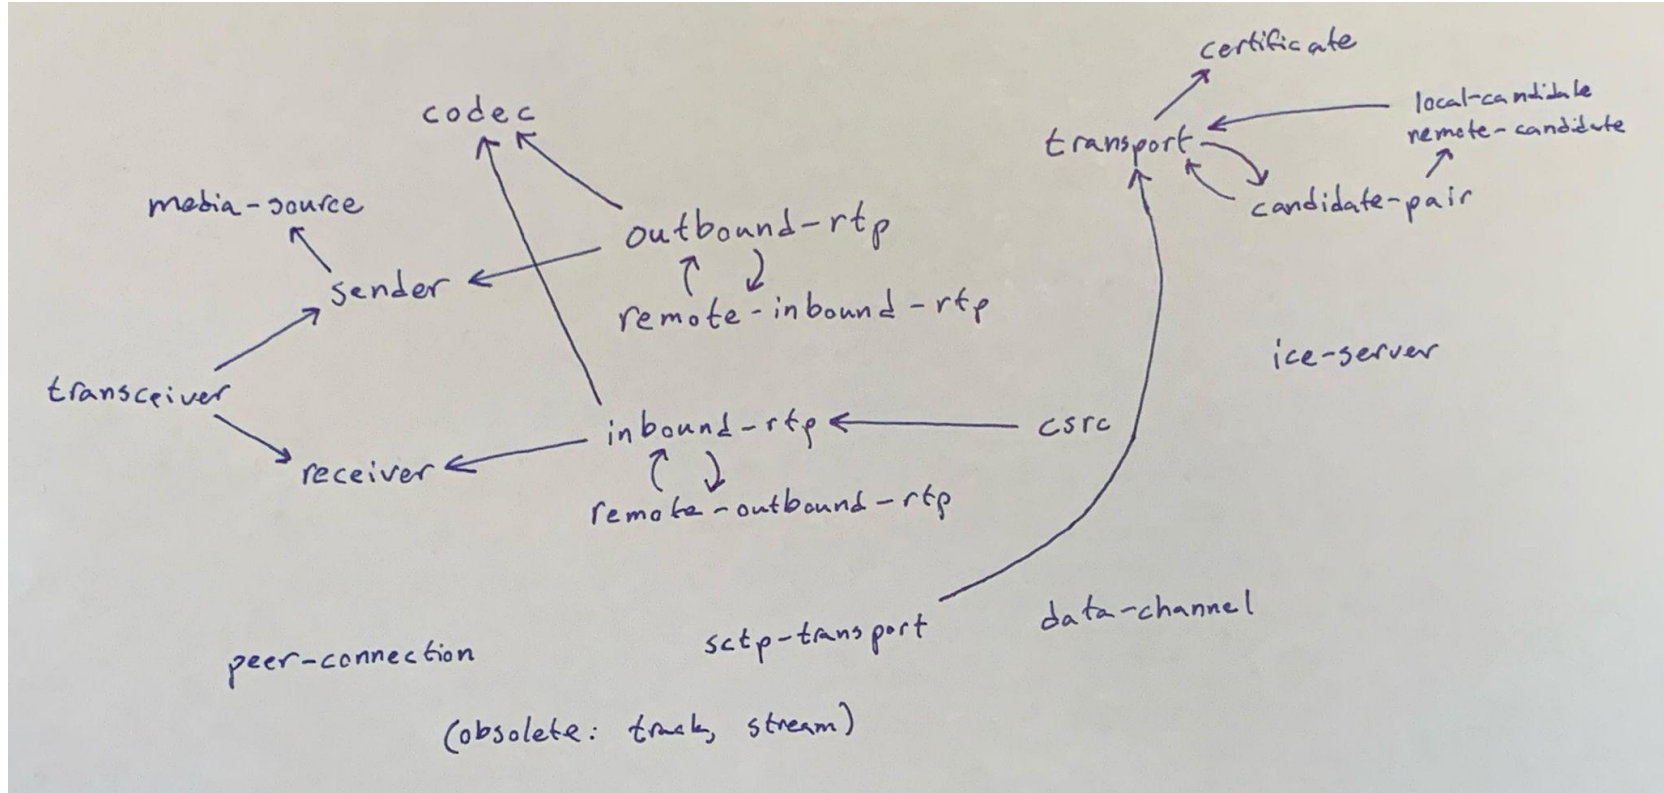 certificate
codec
local-candidate
remote-candidate
transport
media-source
candidate-pair
outbound-rtp
sender
remote-inbound-rtp
ice-server
transceiver
inbound-rtp
csrc
receiver
remote-outbound-rtp
data-channel
sctp-transport
peer-connection
(obsolete: track, stream)